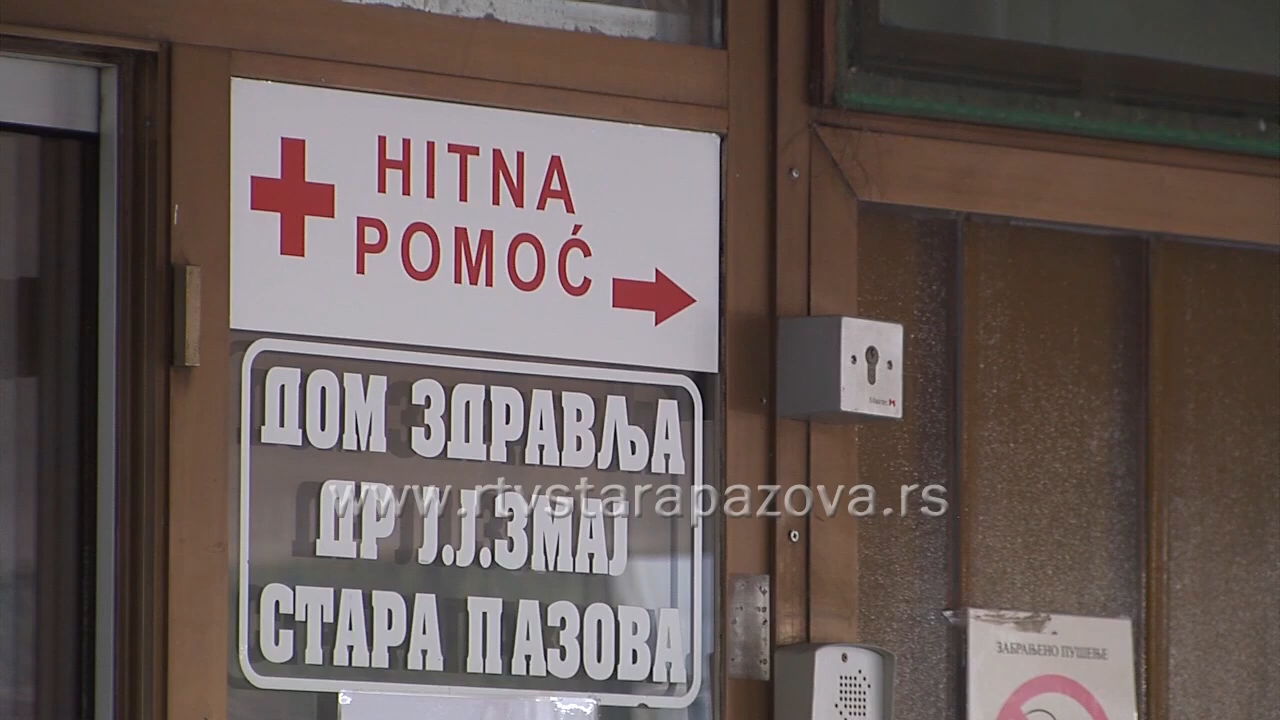 HITNA
POMOĆ
ДОМ ЗДРАВЉА
ДР Ј.Ј.ЗМАЈ
СТАРА ПАЗОВА
www.rtvstarapazova.rs
ЗАБРАЊЕНО ПУШЕЊЕ